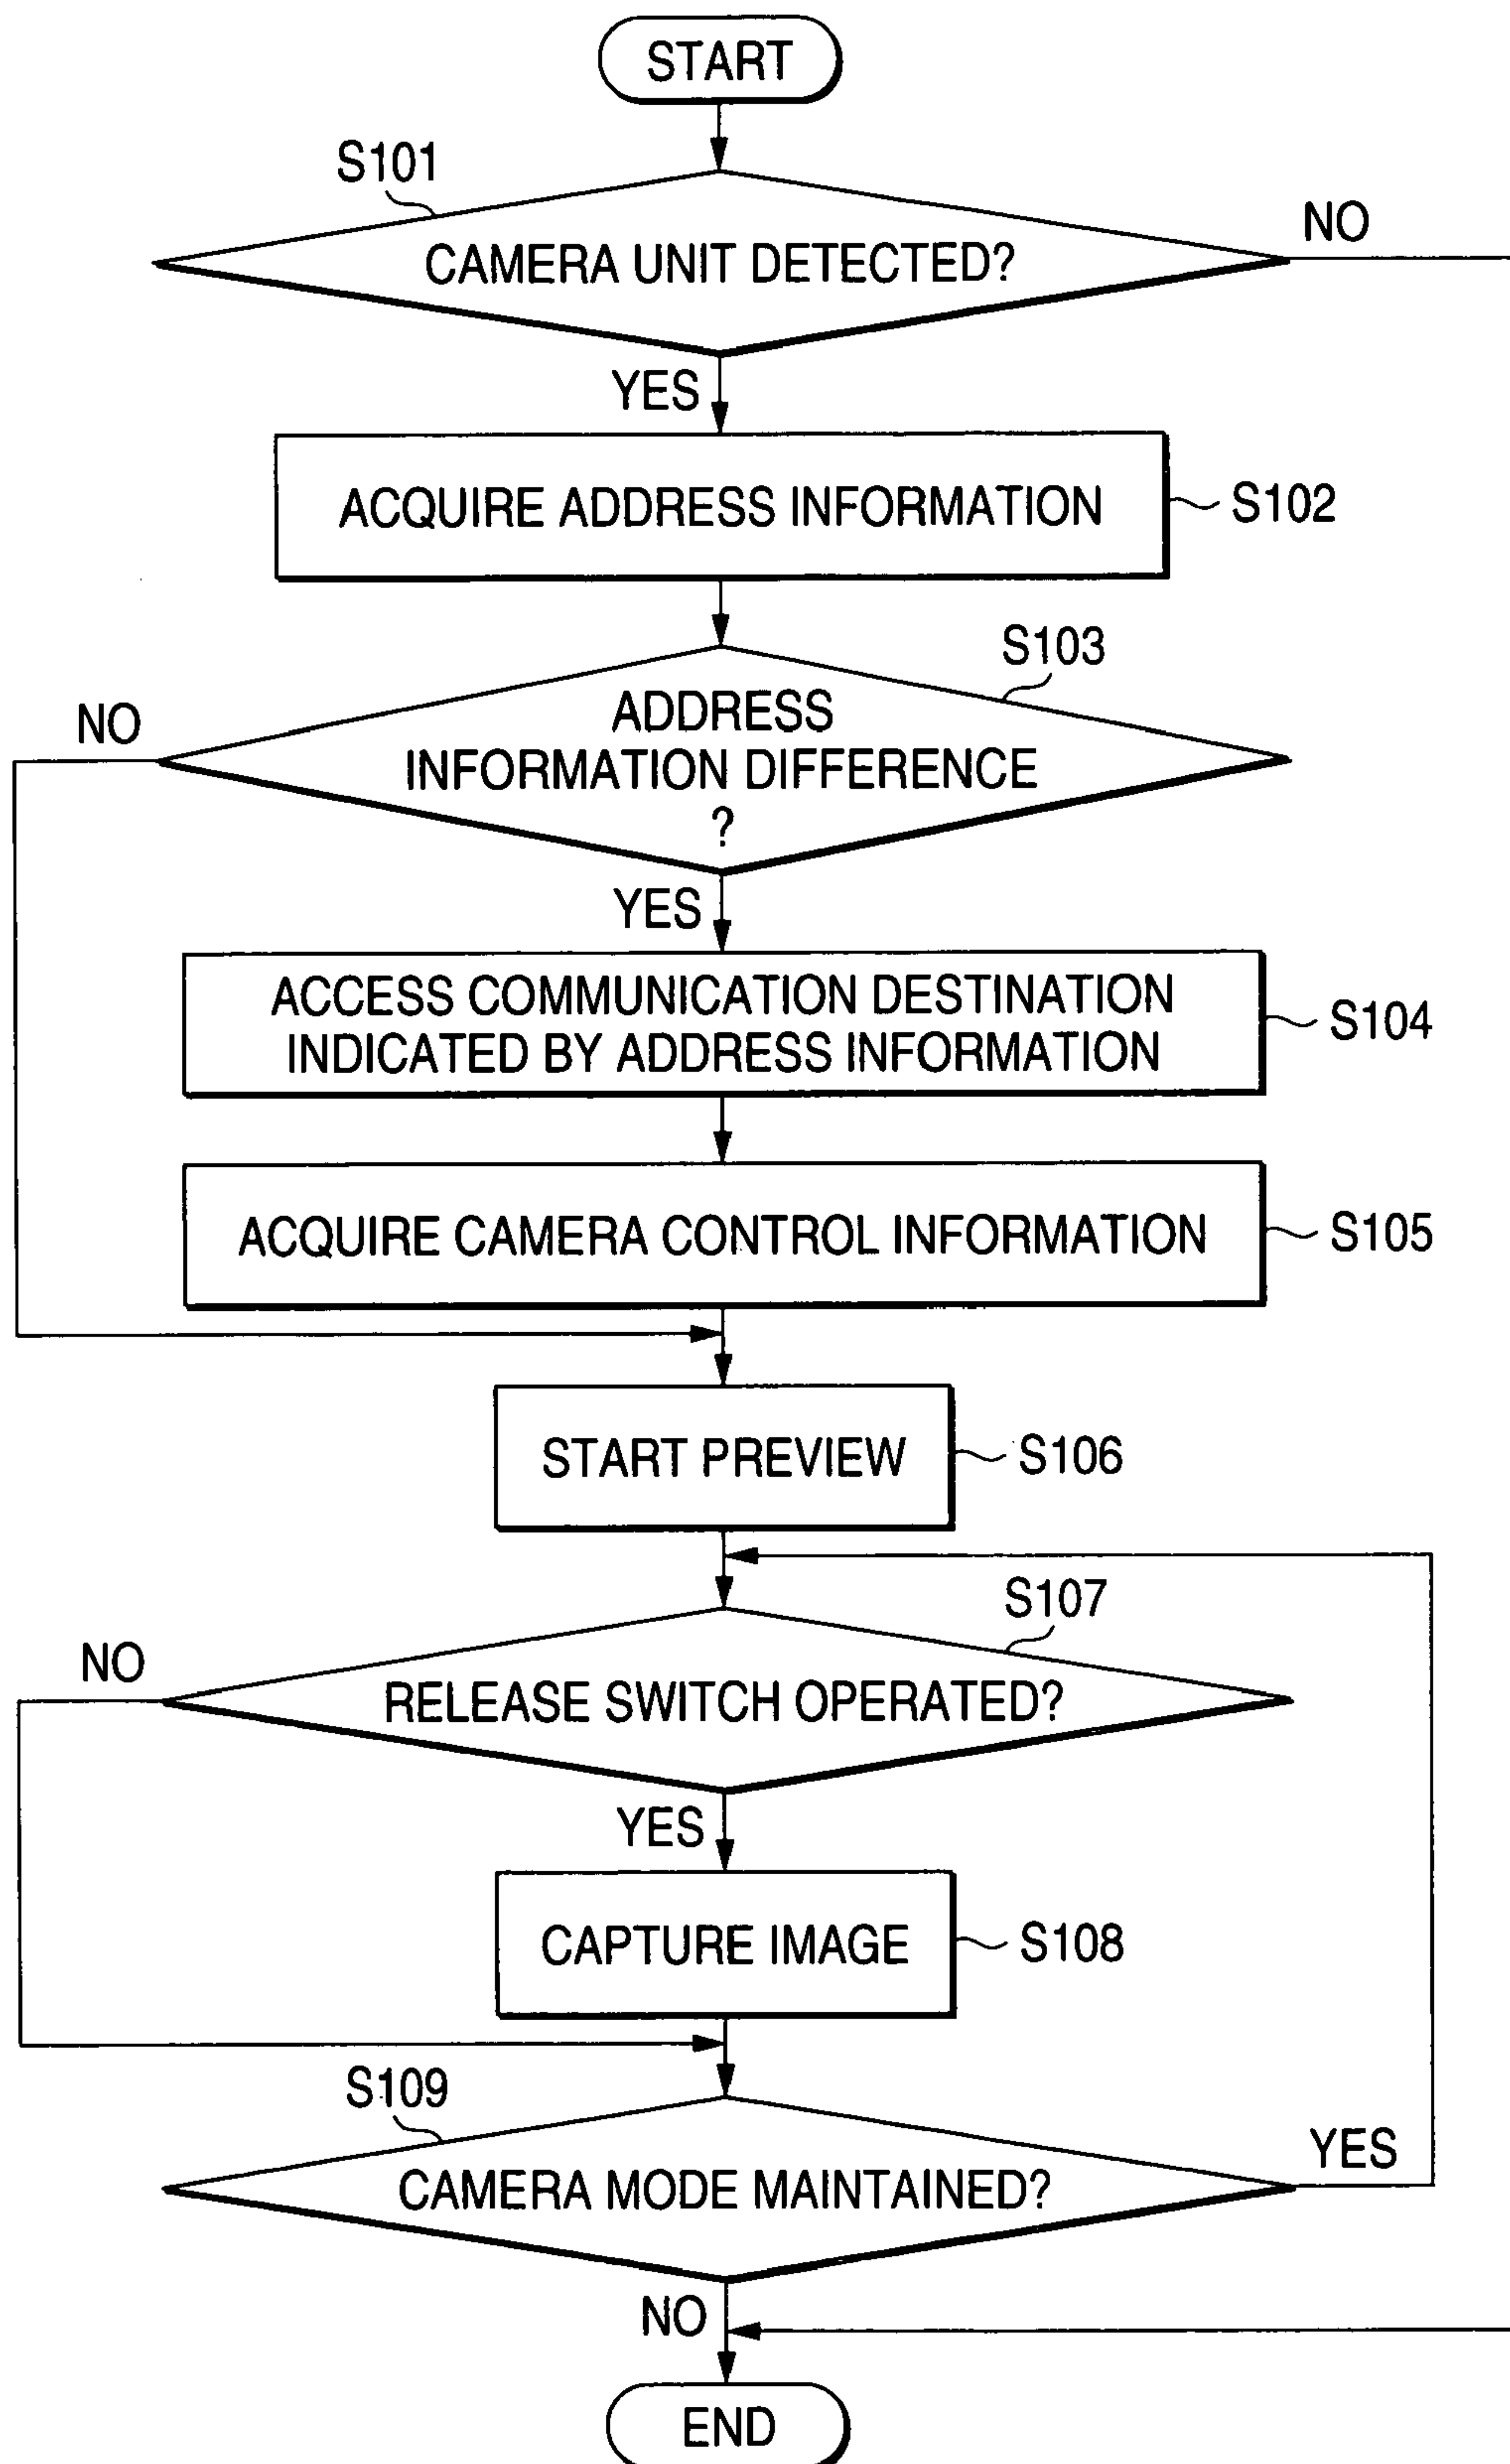 START
S101
NO
CAMERA UNIT DETECTED?
YES
ACQUIRE ADDRESS INFORMATION
S102
S103
NO
ADDRESS
INFORMATION DIFFERENCE
?
YES
ACCESS COMMUNICATION DESTINATION
INDICATED BY ADDRESS INFORMATION
S104
ACQUIRE CAMERA CONTROL INFORMATION
S105
START PREVIEW
S106
S107
NO
RELEASE SWITCH OPERATED?
YES
CAPTURE IMAGE
S108
S109
YES
CAMERA MODE MAINTAINED?
NO
END